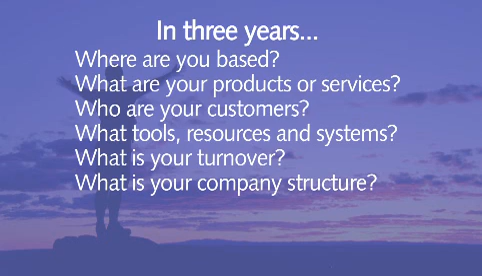 In three years...
Where are you based?
What are your products or services?
Who are your customers?
What tools, resources and systems?
What is your turnover?
What is your company structure?